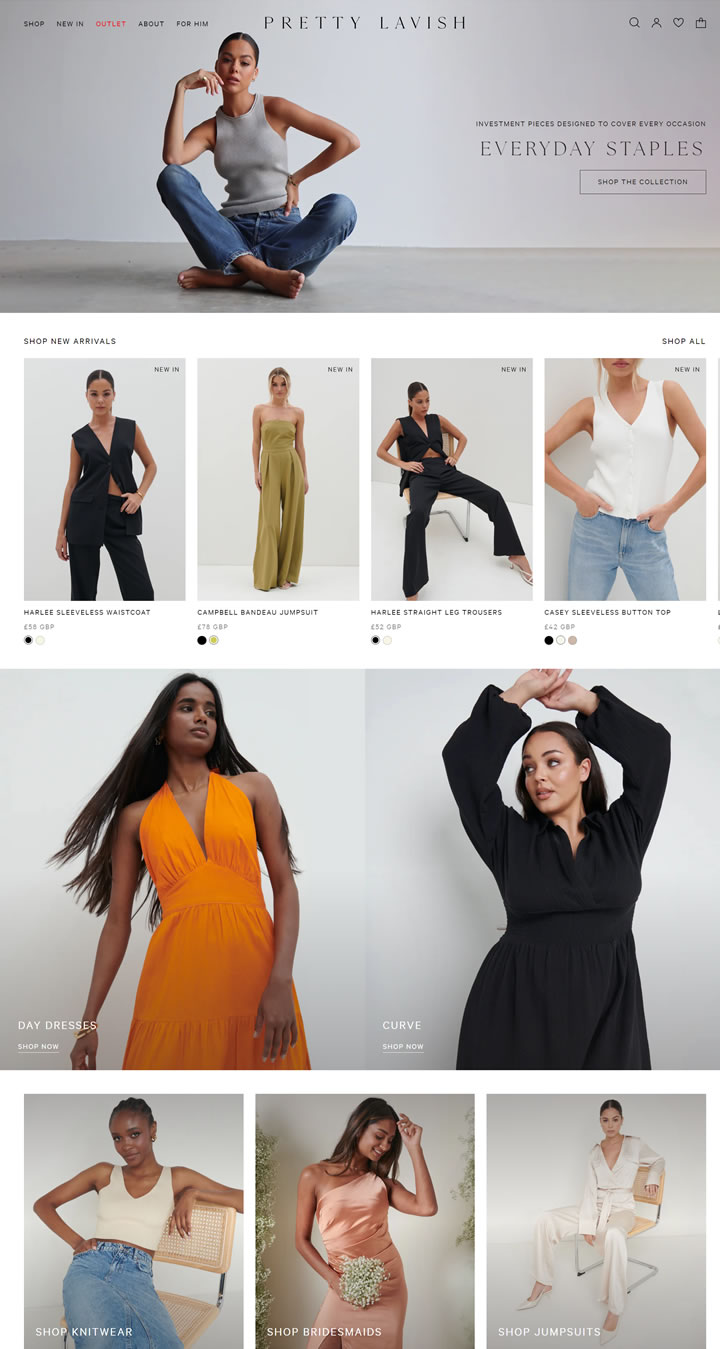 SHOP NEW IN OUTLET ABOUT FOR HIM PRETTY LAVISH
INVESTMENT PIECES DESIGNED TO COVER EVERY OCCASION
EVERYDAY STAPLES
SHOP THE COLLECTION
SHOP NEW ARRIVALS SHOP ALL
NEW IN NEW IN NEW IN NEW IN
HARLEE SLEEVELESS WAISTCOAT CAMPBELL BANDEAU JUMPSUIT HARLEE STRAIGHT LEG TROUSERS CASEY SLEEVELESS BUTTON TOP
£58 GBP £78 GBP £52 GBP £42 GBP
DAY DRESSES CURVE
SHOP NOW SHOP NOW
SHOP KNITWEAR SHOP BRIDESMAIDS SHOP JUMPSUITS